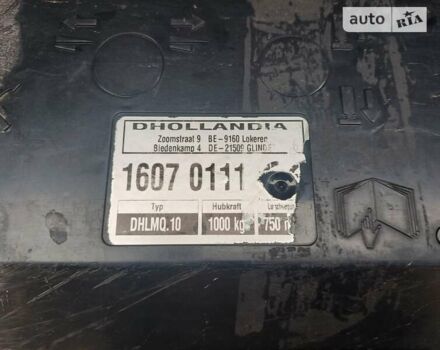 auto RIA
DHOLLANDIA
Zoomstraat 9 BE-9160 Lokeren
Biedenkamp 4 DE-21509 GLINDE
1607 0111
Typ Hubkraft
DHLMQ.10 1000 kg 750